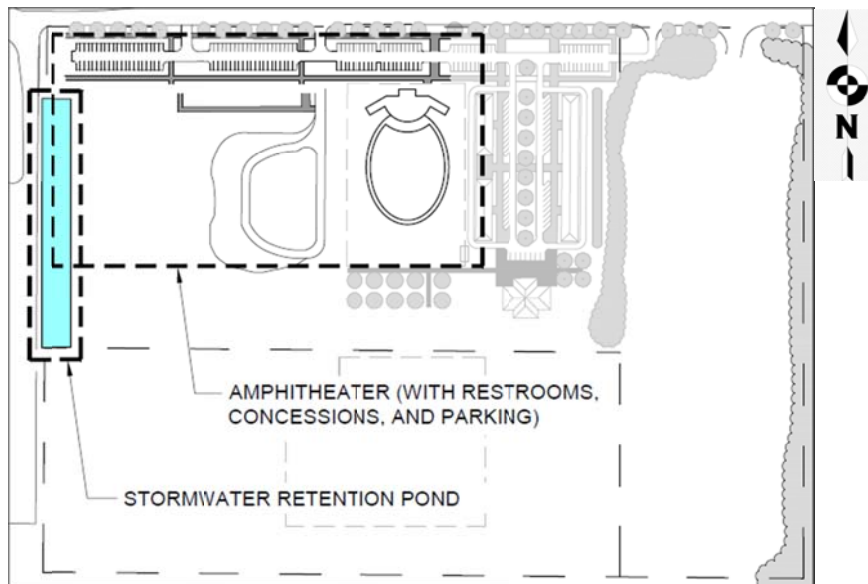 N
AMPHITHEATER (WITH RESTROOMS,
CONCESSIONS, AND PARKING)
STORMWATER RETENTION POND